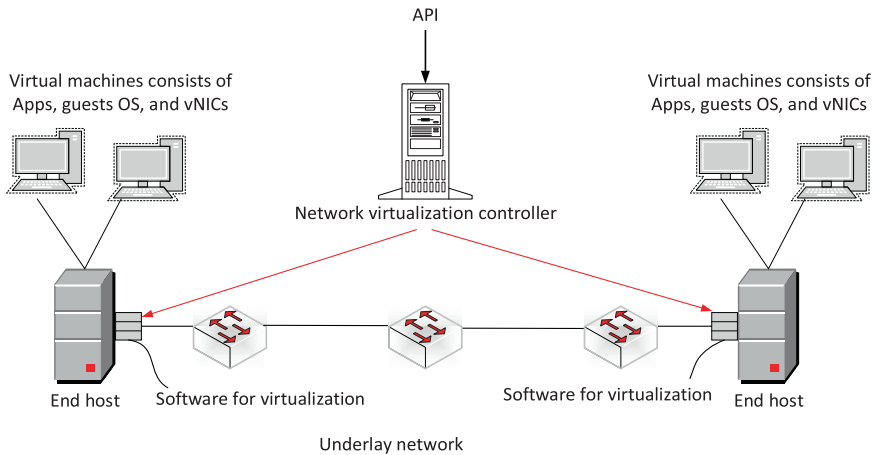 API
Virtual machines consists of
Apps, guests OS, and vNICs
Virtual machines consists of
Apps, guests OS, and vNICs
Network virtualization controller
End host
Software for virtualization
Software for virtualization
End host
Underlay network